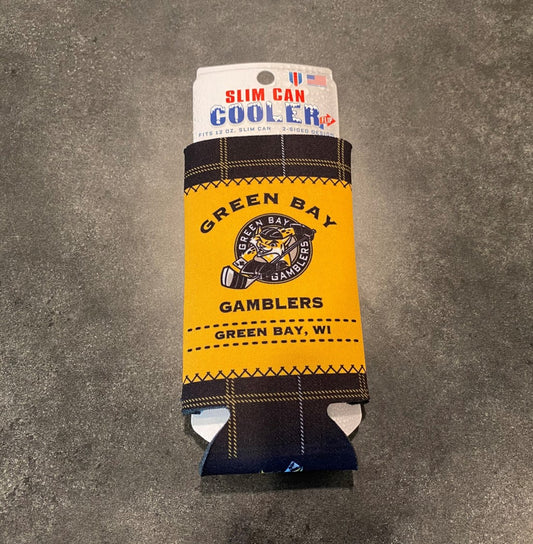 SLIM CAN
COOLER
FITS 12 OZ. SLIM CAN 2-SIDED DESIGN
GREEN BAY
GREEN BAY
GAMBLERS
GAMBLERS
GREEN BAY, WI